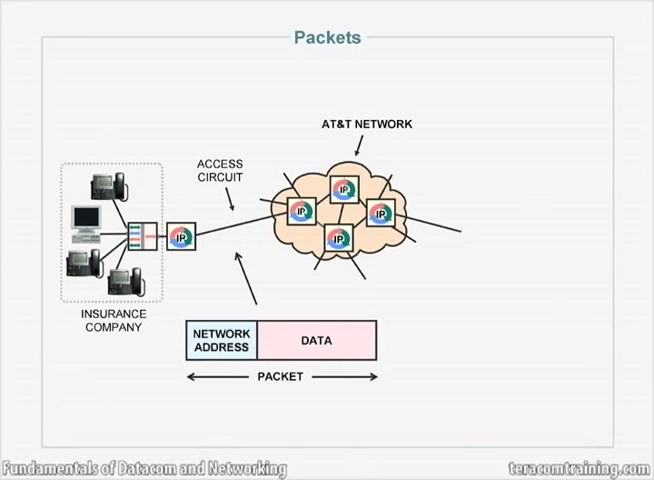 Packets
AT&T NETWORK
ACCESS
CIRCUIT
IP
IP
IP
IP
IP
INSURANCE
COMPANY
NETWORK
ADDRESS
DATA
PACKET
Fundamentals of Datacom and Networking
teracomtraining.com